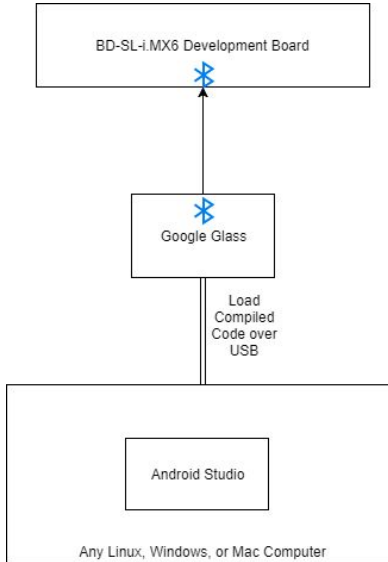 BD-SL-i.MX6 Development Board
Google Glass
Load
Compiled
Code over
USB
Android Studio
Any Linux, Windows, or Mac Computer